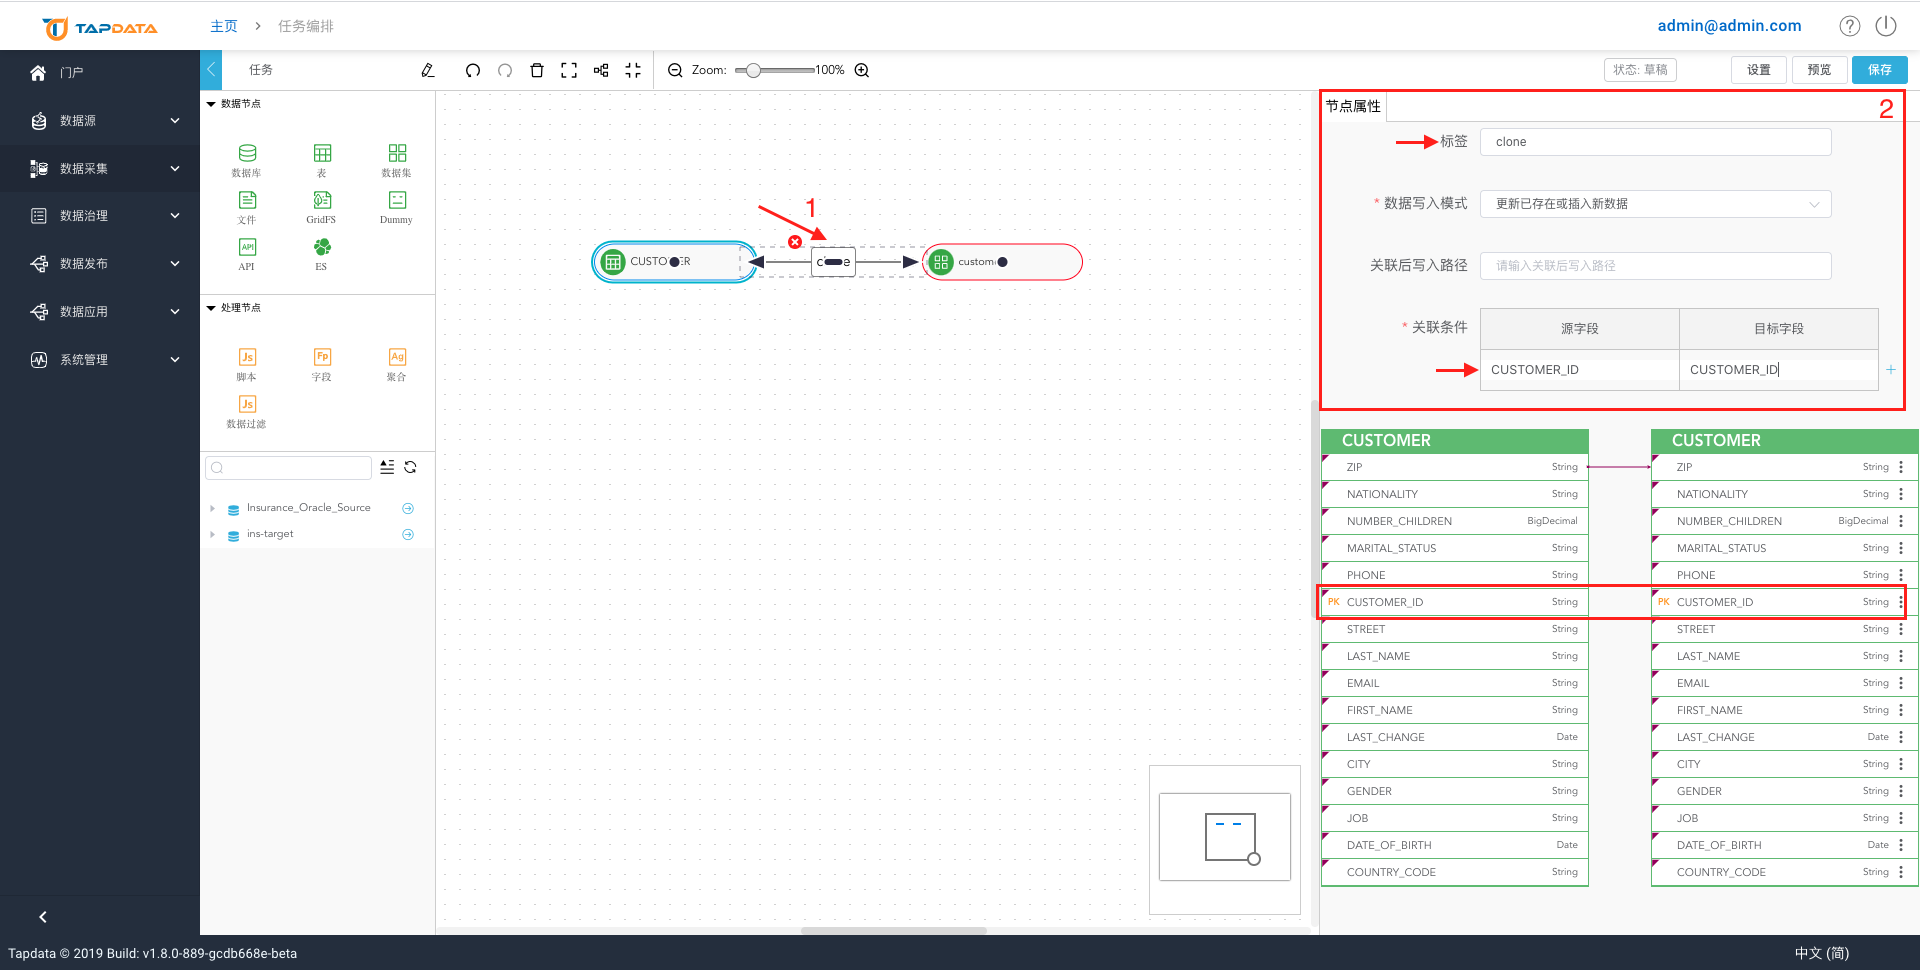 TAPDATA
主页 > 任务编排
admin@admin.com
门户
数据源
数据采集
数据治理
数据发布
数据应用
系统管理
任务
Zoom: 100%
状态: 草稿
设置
预览
保存
数据节点
数据库
表
数据集
文件
GridFS
Dummy
API
API
ES
处理节点
Js
Fp
Ag
脚本
字段
聚合
Js
数据过滤
Insurance_Oracle_Source
ins-target
1
CUSTO
custom
2
节点属性
标签
clone
* 数据写入模式
更新已存在或插入新数据
关联后写入路径
请输入关联后写入路径
* 关联条件
源字段
目标字段
CUSTOMER_ID
CUSTOMER_ID
+
CUSTOMER
ZIP String
NATIONALITY String
NUMBER_CHILDREN BigDecimal
MARITAL_STATUS String
PHONE String
PK CUSTOMER_ID String
STREET String
LAST_NAME String
EMAIL String
FIRST_NAME String
LAST_CHANGE Date
CITY String
GENDER String
JOB String
DATE_OF_BIRTH Date
COUNTRY_CODE String
CUSTOMER
ZIP String
NATIONALITY String
NUMBER_CHILDREN BigDecimal
MARITAL_STATUS String
PHONE String
PK CUSTOMER_ID String
STREET String
LAST_NAME String
EMAIL String
FIRST_NAME String
LAST_CHANGE Date
CITY String
GENDER String
JOB String
DATE_OF_BIRTH Date
COUNTRY_CODE String
Tapdata © 2019 Build: v1.8.0-889-gcdb668e-beta
中文 (简)